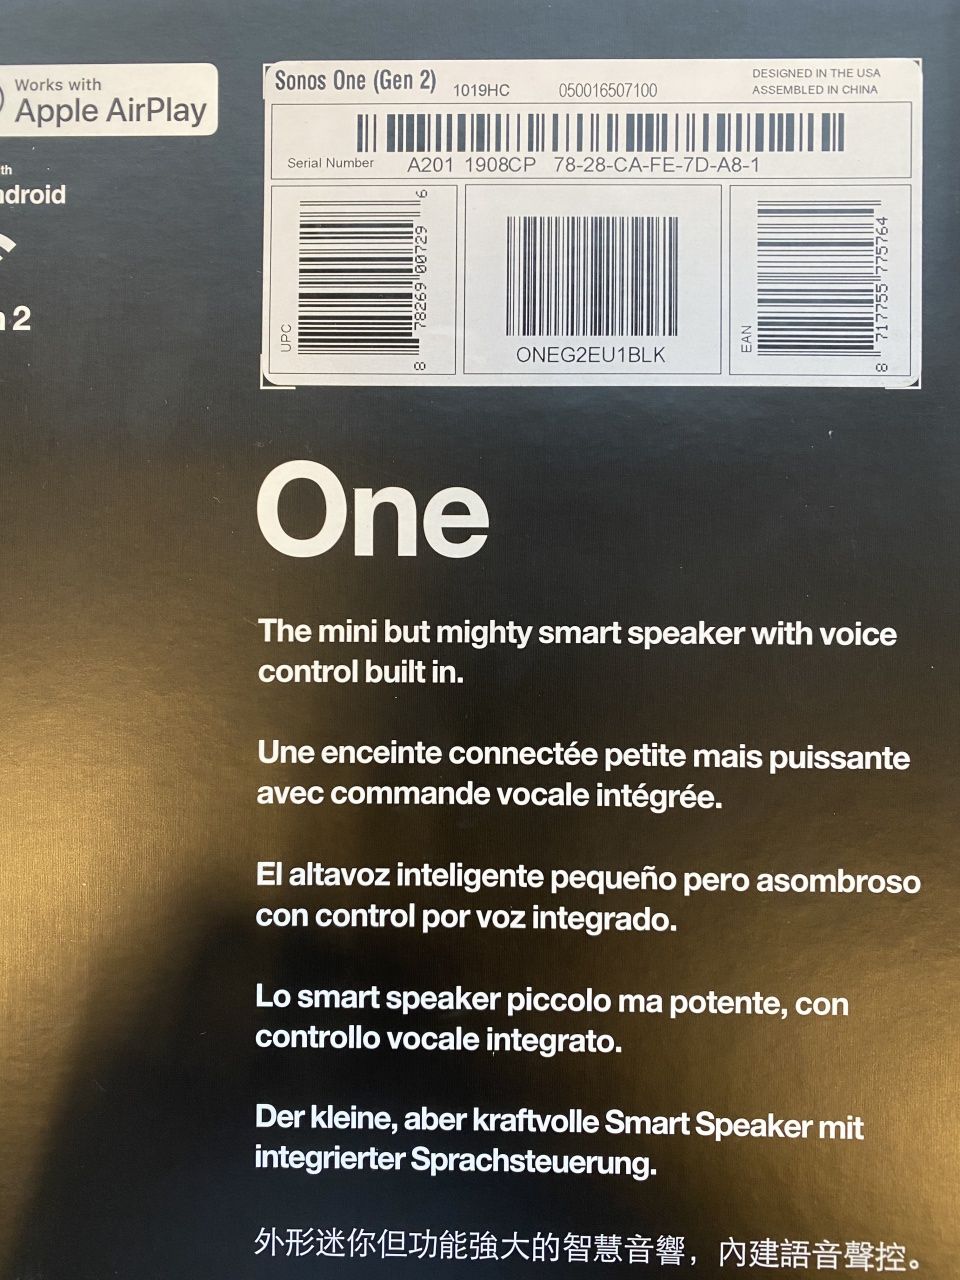 Works with
Apple AirPlay
Sonos One (Gen 2)
1019HC
050016507100
DESIGNED IN THE USA
ASSEMBLED IN CHINA
Serial Number
A201 1908CP 78-28-CA-FE-7D-A8-1
UPC
8 78269 00729 6
ONEG2EU1BLK
EAN
8 717755 775764
2
One
The mini but mighty smart speaker with voice
control built in.
Une enceinte connectée petite mais puissante
avec commande vocale intégrée.
El altavoz inteligente pequeño pero asombroso
con control por voz integrado.
Lo smart speaker piccolo ma potente, con
controllo vocale integrato.
Der kleine, aber kraftvolle Smart Speaker mit
integrierter Sprachsteuerung.
外形迷你但功能強大的智慧音響，內建語音聲控。